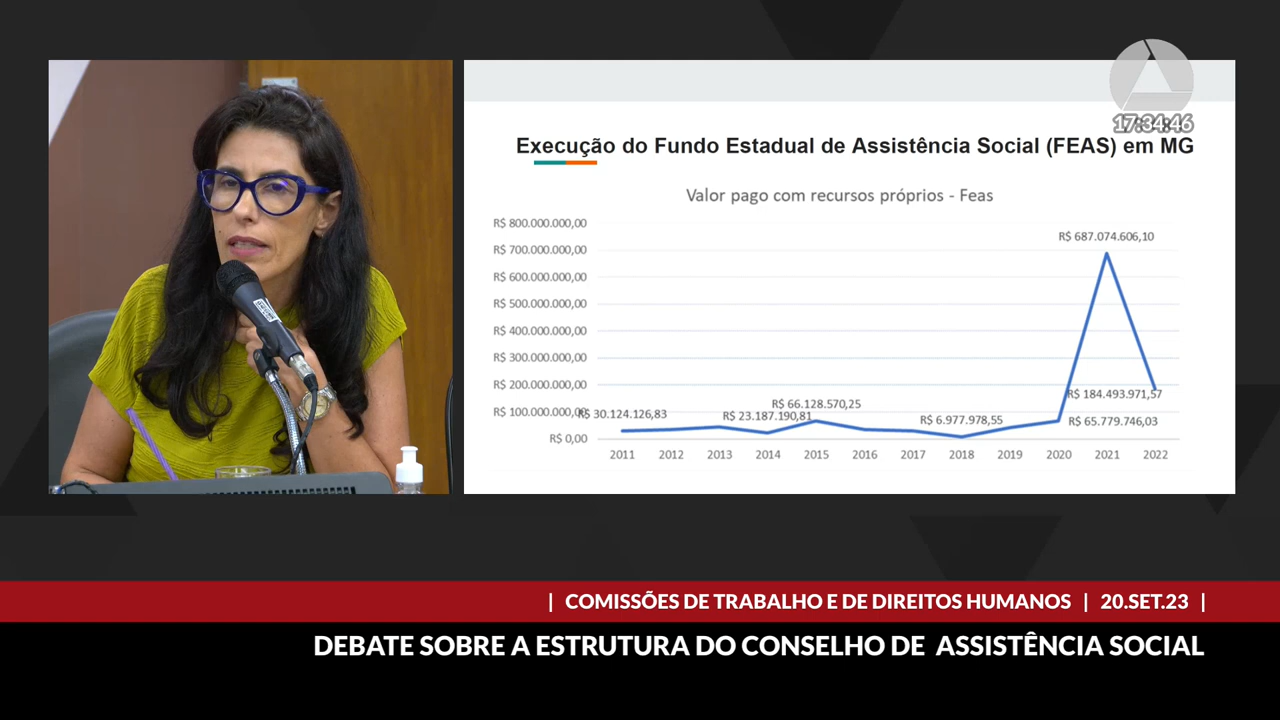 17:34:46
Execução do Fundo Estadual de Assistência Social (FEAS) em MG
Valor pago com recursos próprios - Feas
R$ 800.000.000,00
R$ 700.000.000,00
R$ 687.074.606,10
R$ 600.000.000,00
R$ 500.000.000,00
R$ 400.000.000,00
R$ 300.000.000,00
R$ 200.000.000,00
R$ 184.493.971,57
R$ 66.128.570,25
R$ 100.000.000,00
R$ 30.124.126,83
R$ 23.187.190,81
R$ 6.977.978,55
R$ 65.779.746,03
R$ 0,00
2011 2012 2013 2014 2015 2016 2017 2018 2019 2020 2021 2022
| COMISSÕES DE TRABALHO E DE DIREITOS HUMANOS | 20.SET.23 |
DEBATE SOBRE A ESTRUTURA DO CONSELHO DE ASSISTÊNCIA SOCIAL